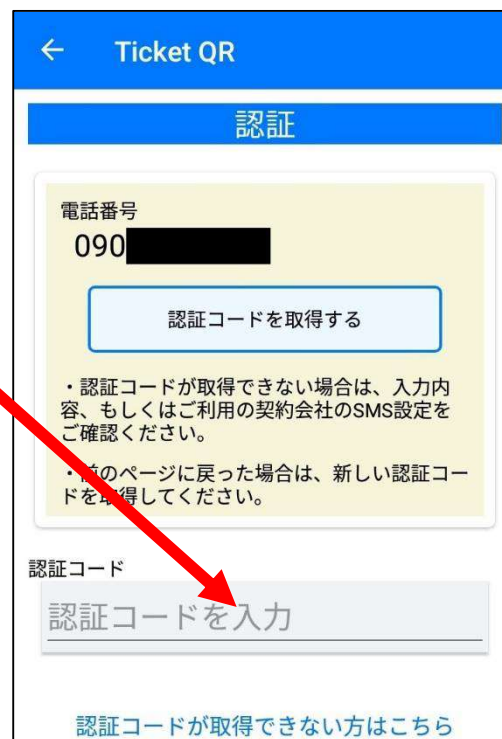 ← Ticket QR
認証
電話番号
090
認証コードを取得する
・認証コードが取得できない場合は、入力内
容、もしくはご利用の契約会社のSMS設定を
ご確認ください。
・前のページに戻った場合は、新しい認証コー
ドを取得してください。
認証コード
認証コードを入力
認証コードが取得できない方はこちら